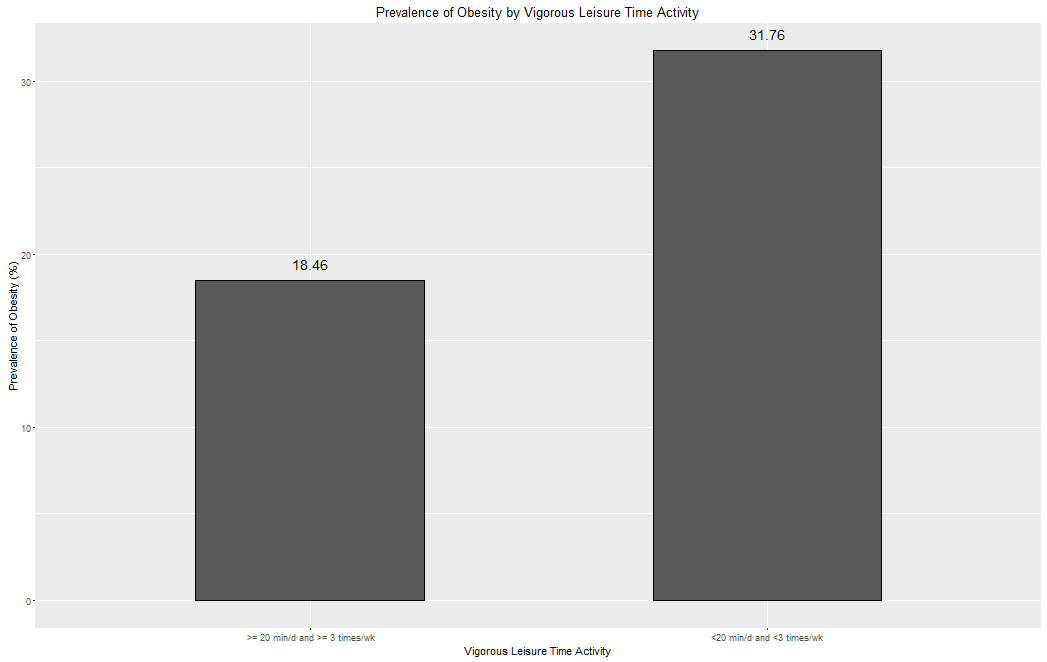 Prevalence of Obesity by Vigorous Leisure Time Activity
31.76
30
20
18.46
Prevalence of Obesity (%)
10
0
>= 20 min/d and >= 3 times/wk
<20 min/d and <3 times/wk
Vigorous Leisure Time Activity